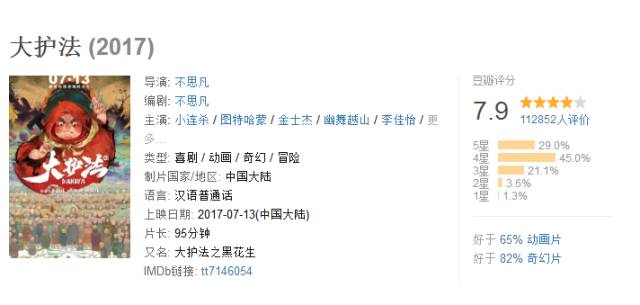 大护法 (2017)
07·13
大护法
DAHUFA
导演: 不思凡
编剧: 不思凡
主演: 小连杀 / 图特哈蒙 / 金士杰 / 幽舞越山 / 李佳怡 / 更
多...
类型: 喜剧 / 动画 / 奇幻 / 冒险
制片国家/地区: 中国大陆
语言: 汉语普通话
上映日期: 2017-07-13(中国大陆)
片长: 95分钟
又名: 大护法之黑花生
IMDb链接: tt7146054
豆瓣评分
7.9
112852人评价
5星 29.0%
4星 45.0%
3星 21.1%
2星 3.6%
1星 1.3%
好于 65% 动画片
好于 82% 奇幻片